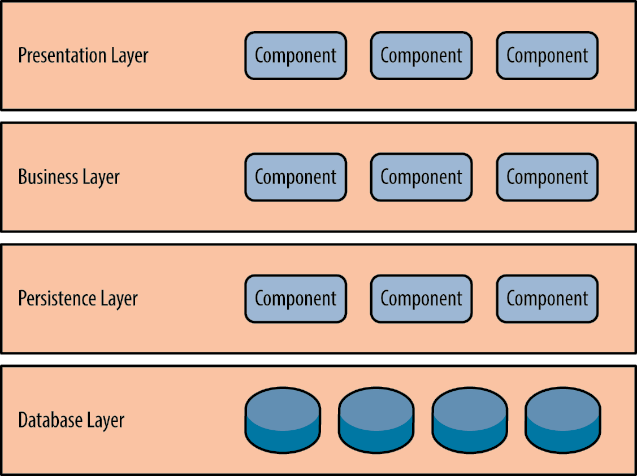 Presentation Layer Component Component Component
Business Layer Component Component Component
Persistence Layer Component Component Component
Database Layer